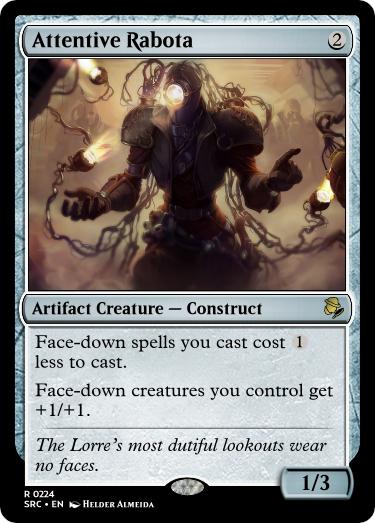 Attentive Rabota 2
Artifact Creature — Construct
Face-down spells you cast cost 1
less to cast.
Face-down creatures you control get
+1/+1.
The Lorre's most dutiful lookouts wear
no faces.
1/3
R 0224
SRC • EN Helder Almeida